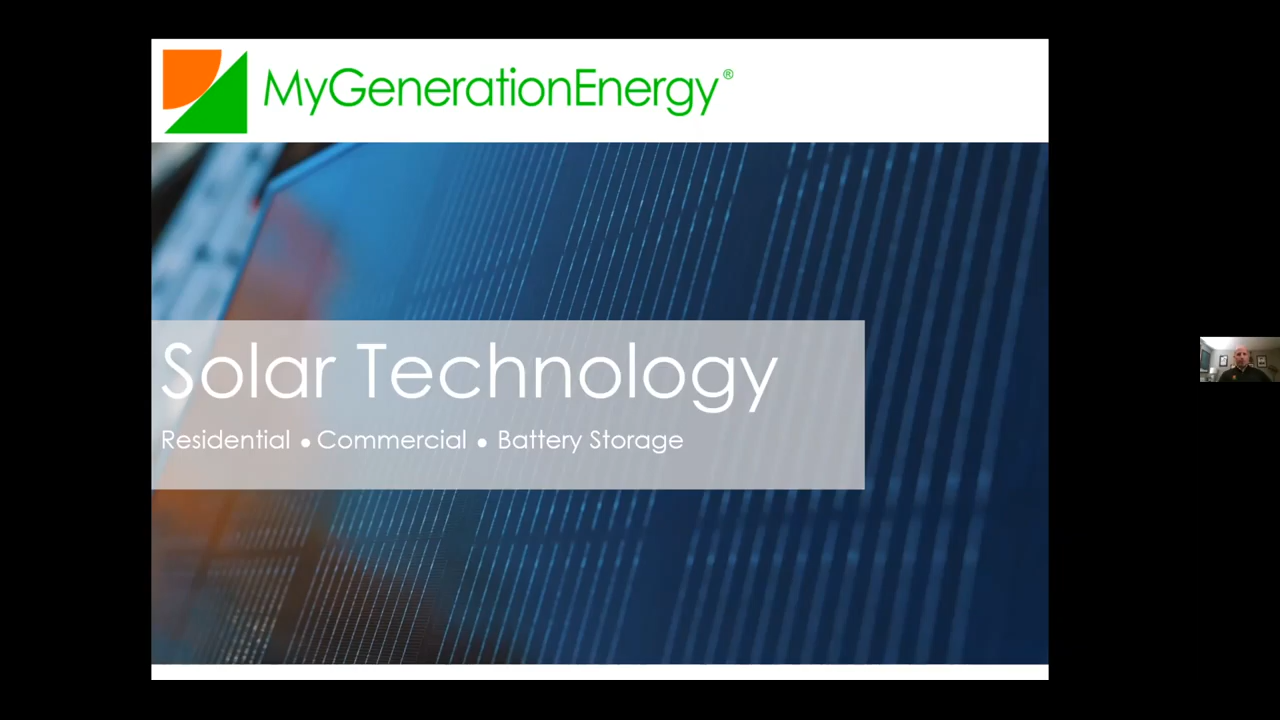 MyGenerationEnergy®
Solar Technology
Residential • Commercial • Battery Storage